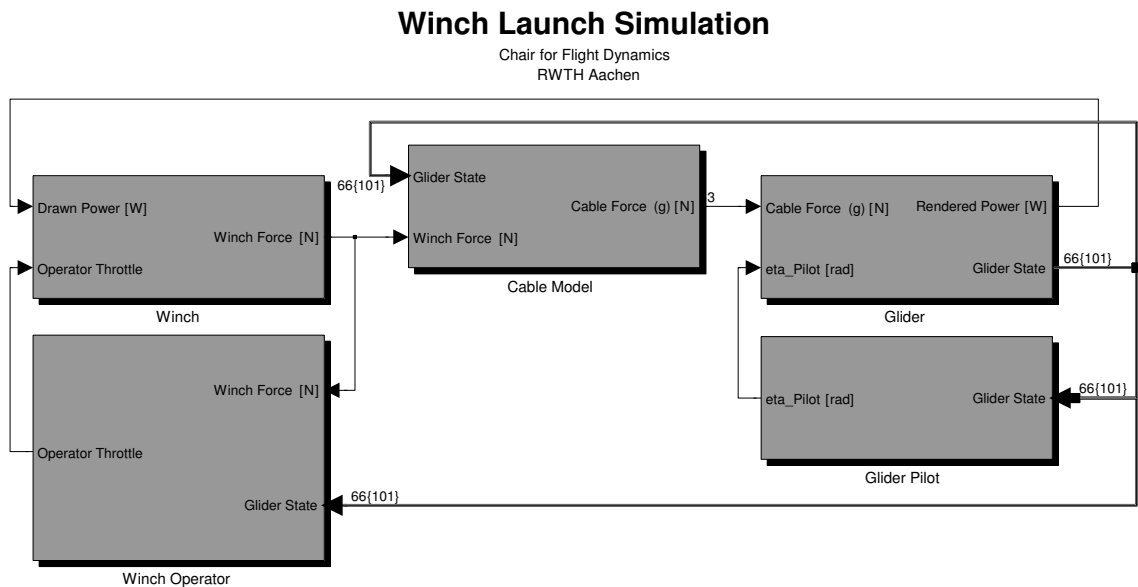 Winch Launch Simulation
Chair for Flight Dynamics
RWTH Aachen
66{101}
Glider State
Cable Force (g) [N]
Winch Force [N]
3
Cable Model
Drawn Power [W]
Winch Force [N]
Operator Throttle
Winch
Cable Force (g) [N]
Rendered Power [W]
eta_Pilot [rad]
Glider State
66{101}
Glider
Winch Force [N]
Operator Throttle
Glider State
66{101}
Winch Operator
eta_Pilot [rad]
Glider State
66{101}
Glider Pilot